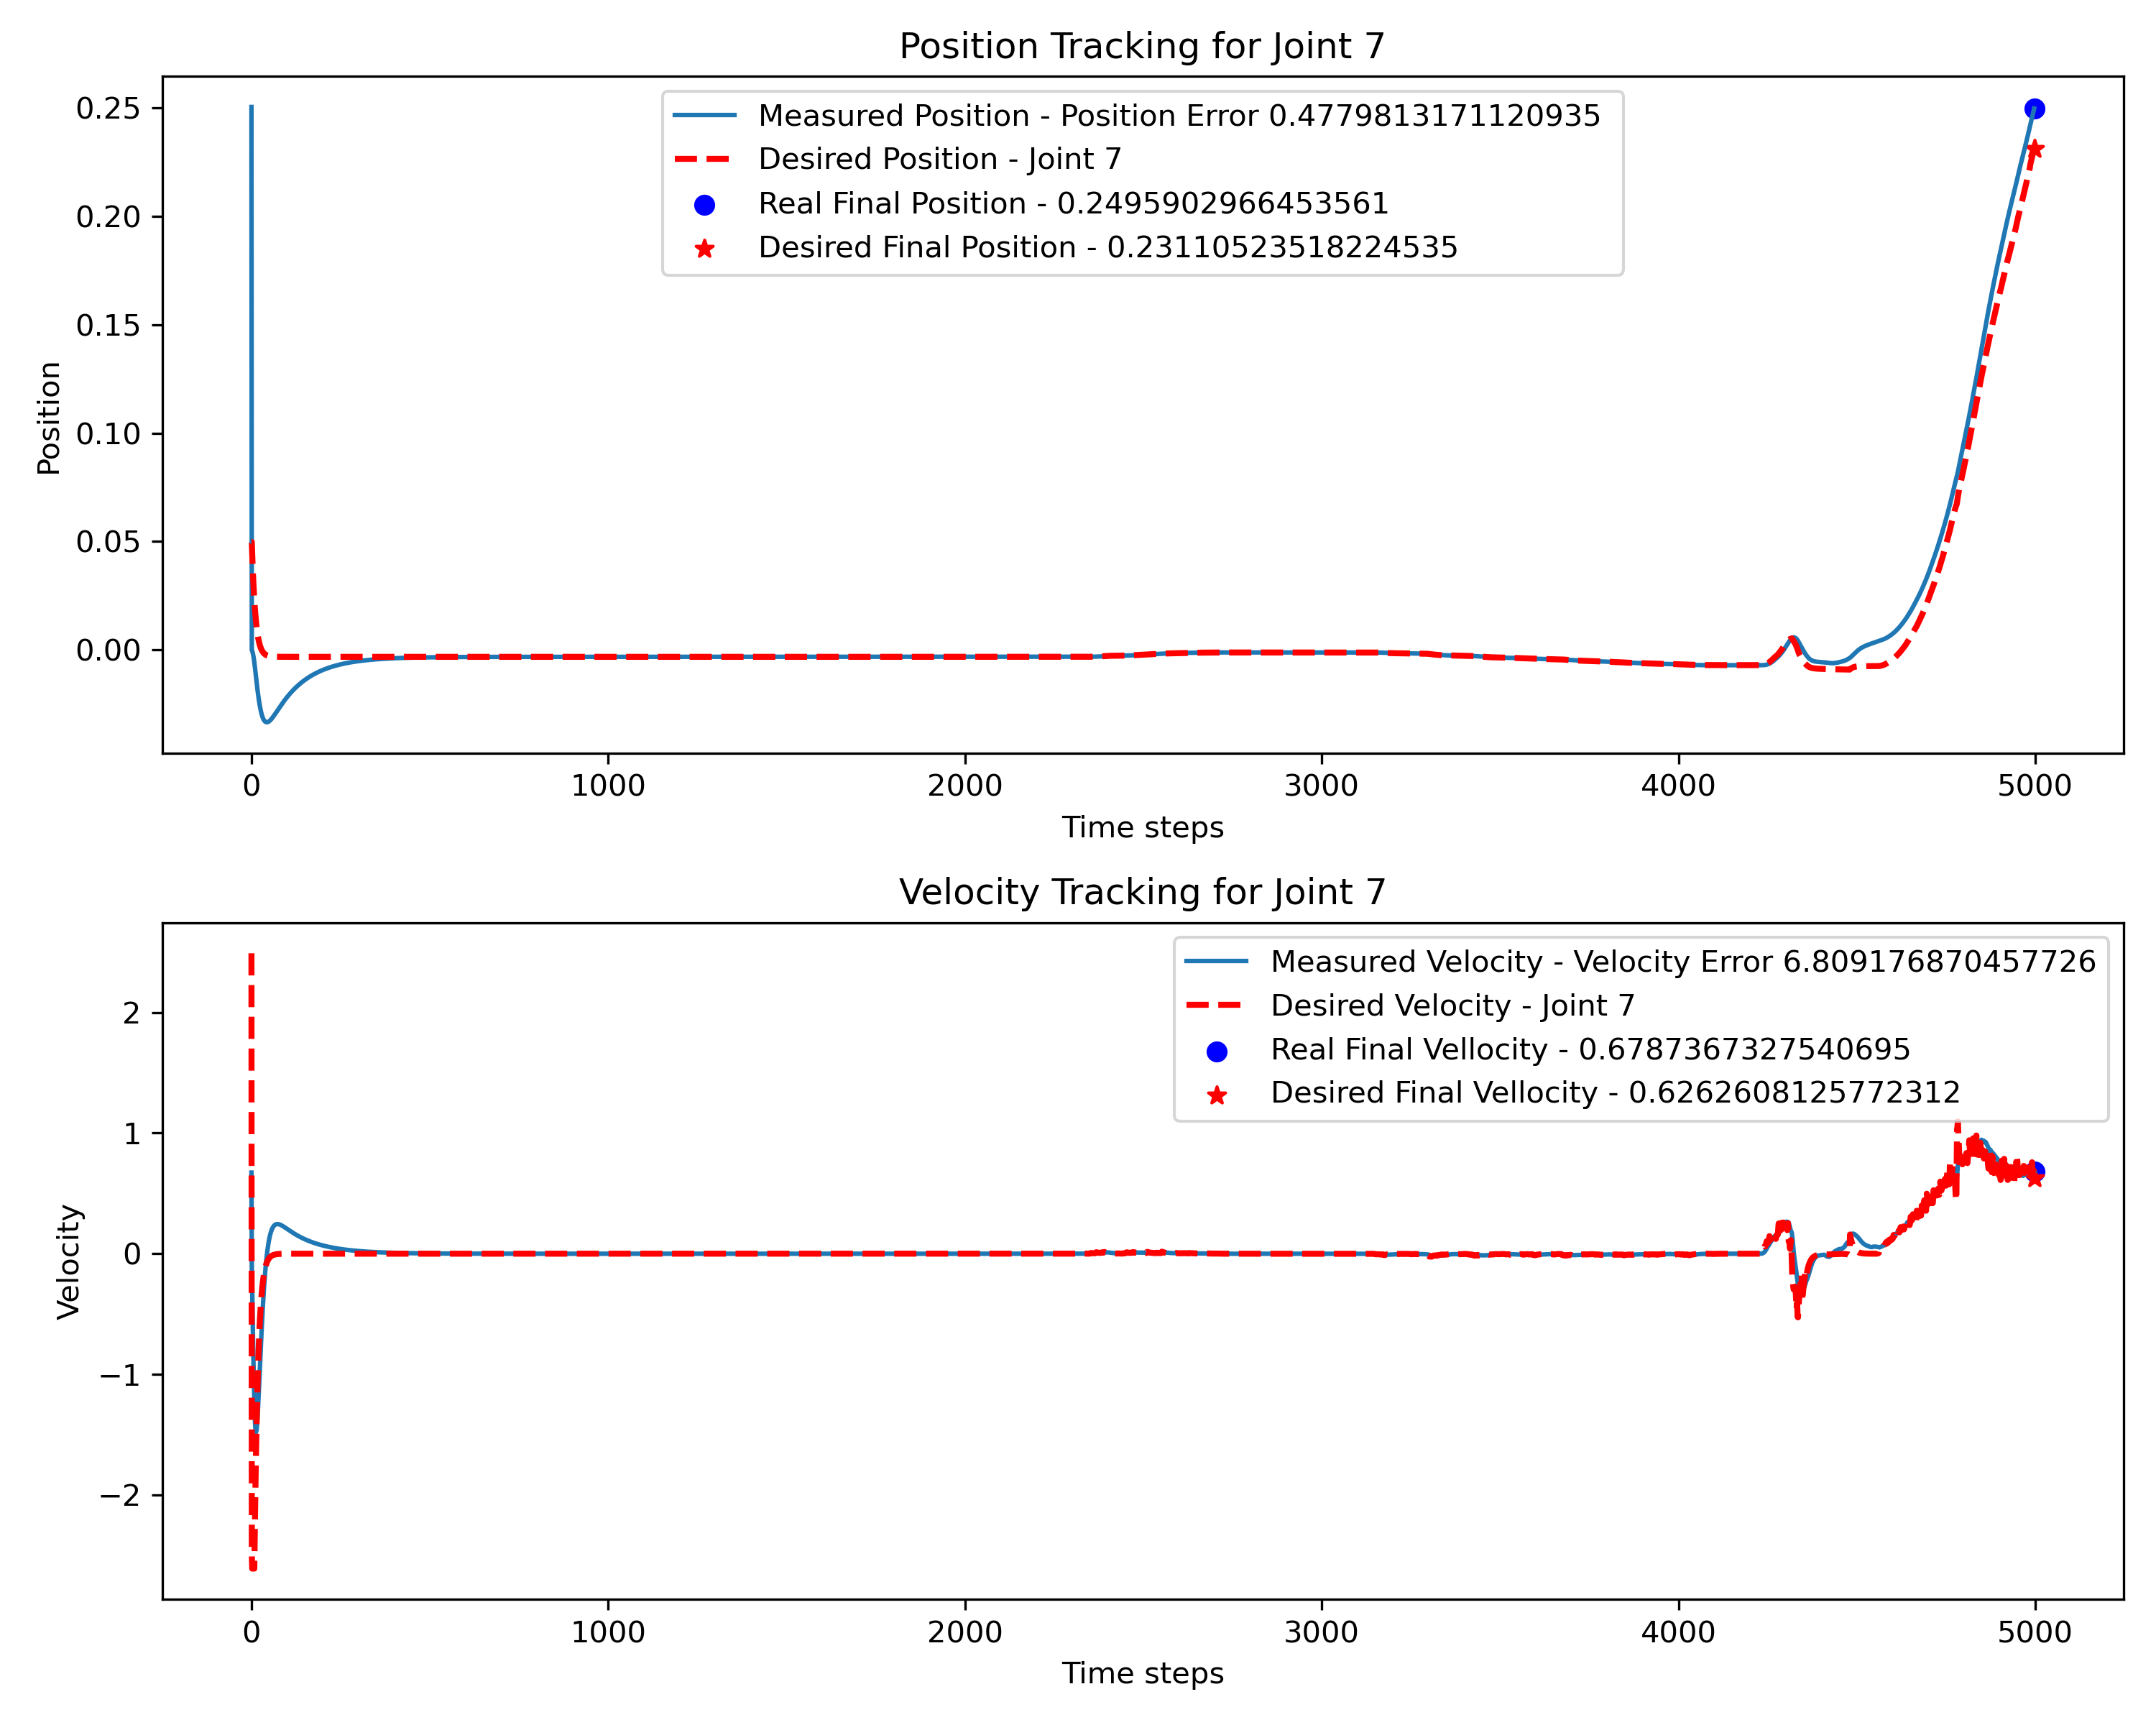 Position Tracking for Joint 7
Measured Position - Position Error 0.4779813171120935
Desired Position - Joint 7
Real Final Position - 0.2495902966453561
Desired Final Position - 0.23110523518224535
0.25
0.20
0.15
0.10
0.05
0.00
Position
0 1000 2000 3000 4000 5000
Time steps
Velocity Tracking for Joint 7
Measured Velocity - Velocity Error 6.809176870457726
Desired Velocity - Joint 7
Real Final Vellocity - 0.6787367327540695
Desired Final Vellocity - 0.6262608125772312
2
1
0
−1
−2
Velocity
0 1000 2000 3000 4000 5000
Time steps